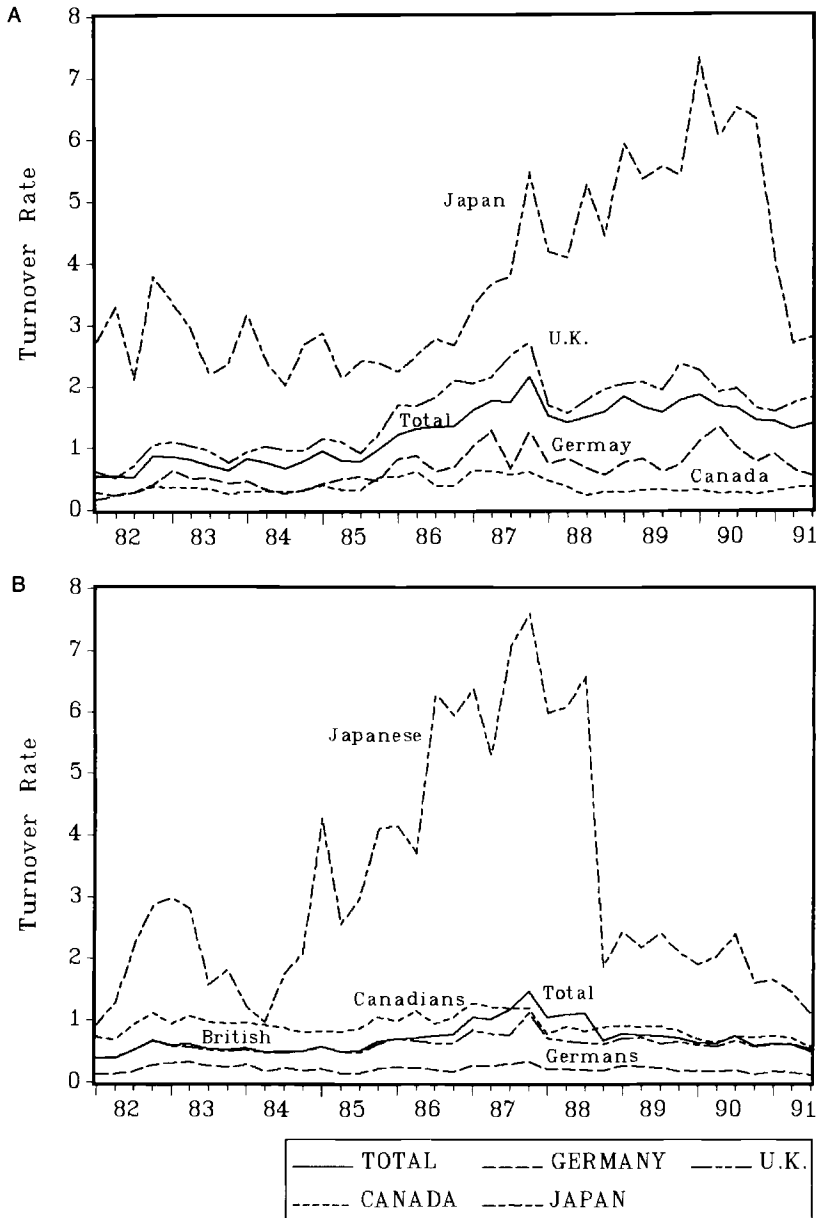 A
8
7
6
5
4
3
2
1
0
Turnover Rate
Japan
U.K.
Total
Germay
Canada
82 83 84 85 86 87 88 89 90 91
B
8
7
6
5
4
3
2
1
0
Turnover Rate
Japanese
Canadians
Total
British
Germans
82 83 84 85 86 87 88 89 90 91
TOTAL GERMANY U.K.
CANADA JAPAN